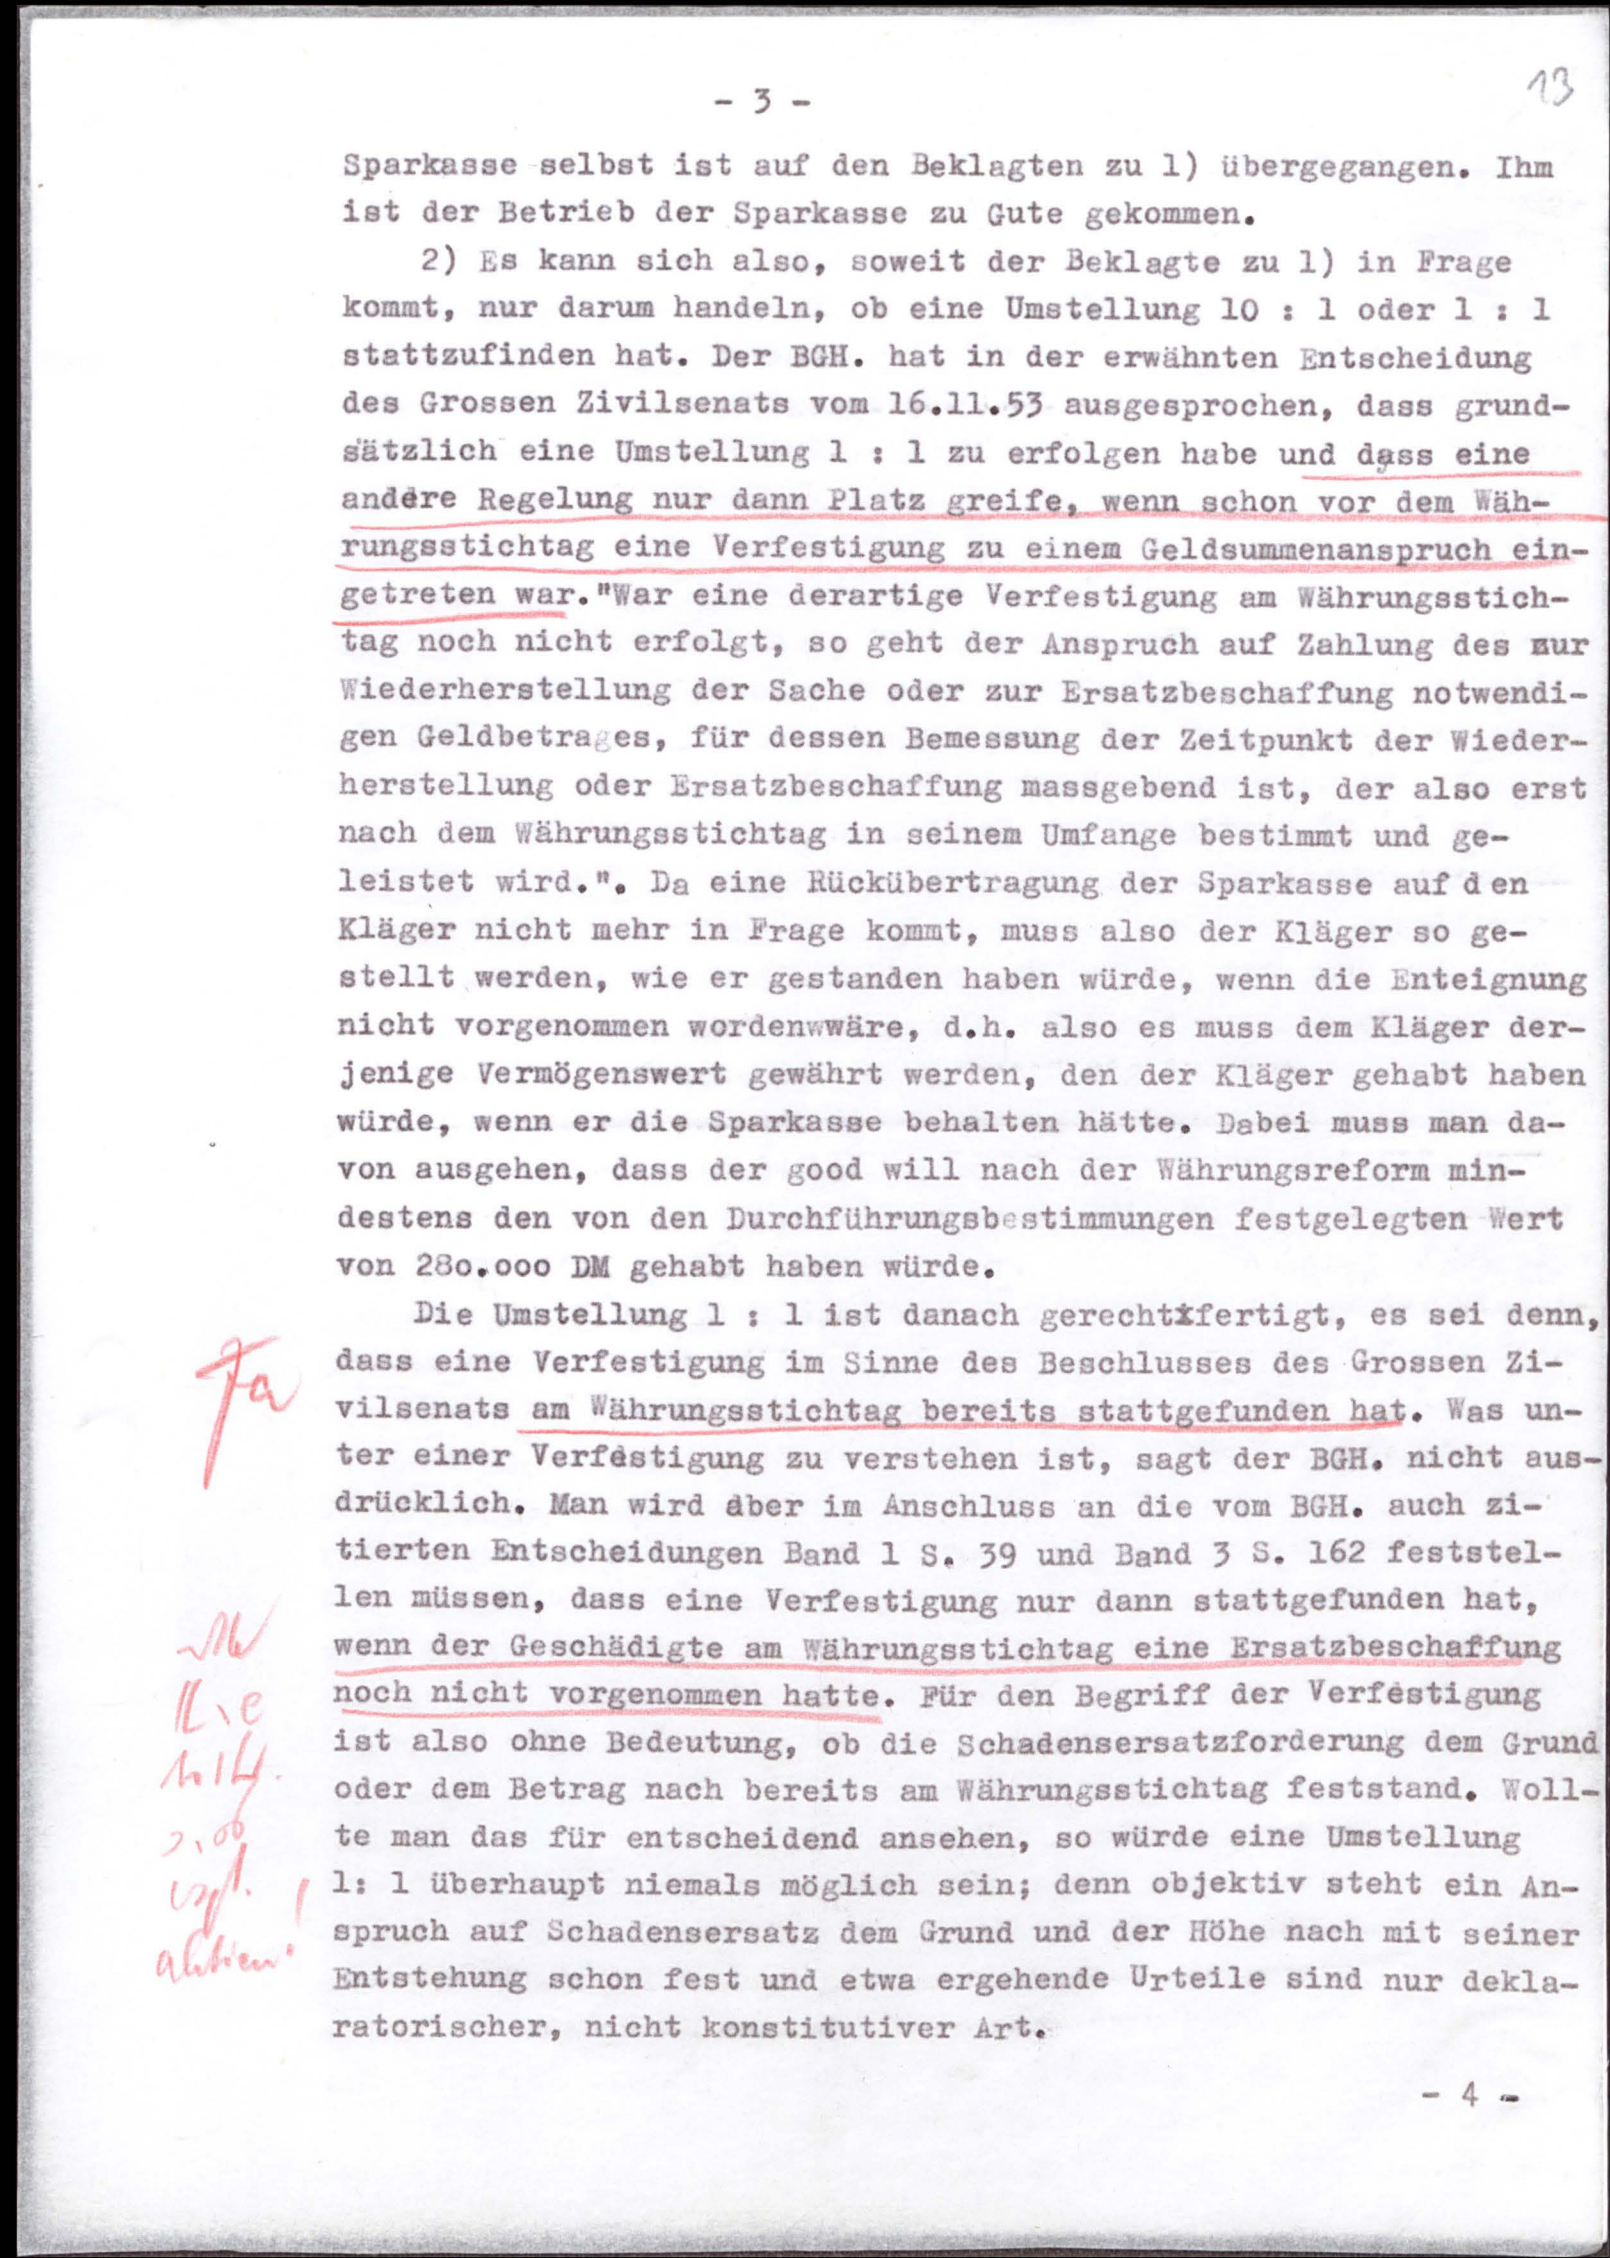 13
- 3 -
Sparkasse selbst ist auf den Beklagten zu 1) übergegangen. Ihm
ist der Betrieb der Sparkasse zu Gute gekommen.
2) Es kann sich also, soweit der Beklagte zu 1) in Frage
kommt, nur darum handeln, ob eine Umstellung 10 : 1 oder 1 : 1
stattzufinden hat. Der BGH. hat in der erwähnten Entscheidung
des Grossen Zivilsenats vom 16.11.53 ausgesprochen, dass grund-
sätzlich eine Umstellung 1 : 1 zu erfolgen habe und dass eine
andere Regelung nur dann Platz greife, wenn schon vor dem Wäh-
rungsstichtag eine Verfestigung zu einem Geldsummenanspruch ein-
getreten war."War eine derartige Verfestigung am Währungsstich-
tag noch nicht erfolgt, so geht der Anspruch auf Zahlung des zur
Wiederherstellung der Sache oder zur Ersatzbeschaffung notwendi-
gen Geldbetrages, für dessen Bemessung der Zeitpunkt der Wieder-
herstellung oder Ersatzbeschaffung massgebend ist, der also erst
nach dem Währungsstichtag in seinem Umfange bestimmt und ge-
leistet wird.". Da eine Rückübertragung der Sparkasse auf den
Kläger nicht mehr in Frage kommt, muss also der Kläger so ge-
stellt werden, wie er gestanden haben würde, wenn die Enteignung
nicht vorgenommen wordenwwäre, d.h. also es muss dem Kläger der-
jenige Vermögenswert gewährt werden, den der Kläger gehabt haben
würde, wenn er die Sparkasse behalten hätte. Dabei muss man da-
von ausgehen, dass der good will nach der Währungsreform min-
destens den von den Durchführungsbestimmungen festgelegten Wert
von 280.000 DM gehabt haben würde.
Die Umstellung 1 : 1 ist danach gerechtxfertigt, es sei denn,
Ja
dass eine Verfestigung im Sinne des Beschlusses des Grossen Zi-
vilsenats am Währungsstichtag bereits stattgefunden hat. Was un-
ter einer Verfestigung zu verstehen ist, sagt der BGH. nicht aus-
drücklich. Man wird aber im Anschluss an die vom BGH. auch zi-
tierten Entscheidungen Band 1 S. 39 und Band 3 S. 162 feststel-
len müssen, dass eine Verfestigung nur dann stattgefunden hat,
wenn der Geschädigte am Währungsstichtag eine Ersatzbeschaffung
noch nicht vorgenommen hatte. Für den Begriff der Verfestigung
ist also ohne Bedeutung, ob die Schadensersatzforderung dem Grund
oder dem Betrag nach bereits am Währungsstichtag feststand. Woll-
te man das für entscheidend ansehen, so würde eine Umstellung
1: 1 überhaupt niemals möglich sein; denn objektiv steht ein An-
spruch auf Schadensersatz dem Grund und der Höhe nach mit seiner
Entstehung schon fest und etwa ergehende Urteile sind nur dekla-
ratorischer, nicht konstitutiver Art.
- 4 -